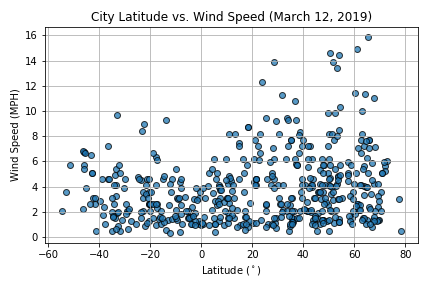 City Latitude vs. Wind Speed (March 12, 2019)
16
14
12
10
8
6
4
2
0
Wind Speed (MPH)
−60 −40 −20 0 20 40 60 80
Latitude (°)